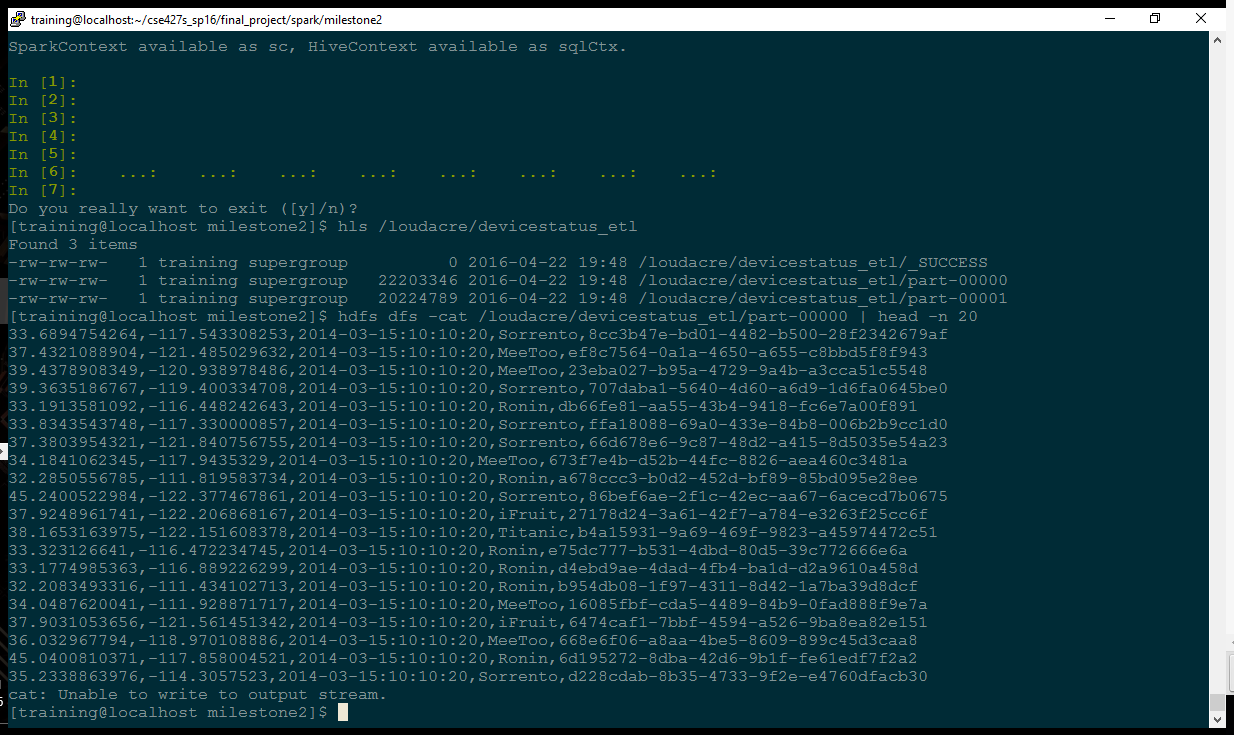 training@localhost:~/cse427s_sp16/final_project/spark/milestone2
SparkContext available as sc, HiveContext available as sqlCtx.
In [1]:
In [2]:
In [3]:
In [4]:
In [5]:
In [6]:    ...:    ...:    ...:    ...:    ...:    ...:    ...:    ...:
In [7]:
Do you really want to exit ([y]/n)?
[training@localhost milestone2]$ hls /loudacre/devicestatus_etl
Found 3 items
-rw-rw-rw-   1 training supergroup          0 2016-04-22 19:48 /loudacre/devicestatus_etl/_SUCCESS
-rw-rw-rw-   1 training supergroup   22203346 2016-04-22 19:48 /loudacre/devicestatus_etl/part-00000
-rw-rw-rw-   1 training supergroup   20224789 2016-04-22 19:48 /loudacre/devicestatus_etl/part-00001
[training@localhost milestone2]$ hdfs dfs -cat /loudacre/devicestatus_etl/part-00000 | head -n 20
33.6894754264,-117.543308253,2014-03-15:10:10:20,Sorrento,8cc3b47e-bd01-4482-b500-28f2342679af
37.4321088904,-121.485029632,2014-03-15:10:10:20,MeeToo,ef8c7564-0a1a-4650-a655-c8bbd5f8f943
39.4378908349,-120.938978486,2014-03-15:10:10:20,MeeToo,23eba027-b95a-4729-9a4b-a3cca51c5548
39.3635186767,-119.400334708,2014-03-15:10:10:20,Sorrento,707daba1-5640-4d60-a6d9-1d6fa0645be0
33.1913581092,-116.448242643,2014-03-15:10:10:20,Ronin,db66fe81-aa55-43b4-9418-fc6e7a00f891
33.8343543748,-117.330000857,2014-03-15:10:10:20,Sorrento,ffa18088-69a0-433e-84b8-006b2b9cc1d0
37.3803954321,-121.840756755,2014-03-15:10:10:20,Sorrento,66d678e6-9c87-48d2-a415-8d5035e54a23
34.1841062345,-117.9435329,2014-03-15:10:10:20,MeeToo,673f7e4b-d52b-44fc-8826-aea460c3481a
32.2850556785,-111.819583734,2014-03-15:10:10:20,Ronin,a678ccc3-b0d2-452d-bf89-85bd095e28ee
45.2400522984,-122.377467861,2014-03-15:10:10:20,Sorrento,86bef6ae-2f1c-42ec-aa67-6acecd7b0675
37.9248961741,-122.206868167,2014-03-15:10:10:20,iFruit,27178d24-3a61-42f7-a784-e3263f25cc6f
38.1653163975,-122.151608378,2014-03-15:10:10:20,Titanic,b4a15931-9a69-469f-9823-a45974472c51
33.323126641,-116.472234745,2014-03-15:10:10:20,Ronin,e75dc777-b531-4dbd-80d5-39c772666e6a
33.1774985363,-116.889226299,2014-03-15:10:10:20,Ronin,d4ebd9ae-4dad-4fb4-ba1d-d2a9610a458d
32.2083493316,-111.434102713,2014-03-15:10:10:20,Ronin,b954db08-1f97-4311-8d42-1a7ba39d8dcf
34.0487620041,-111.928871717,2014-03-15:10:10:20,MeeToo,16085fbf-cda5-4489-84b9-0fad888f9e7a
37.9031053656,-121.561451342,2014-03-15:10:10:20,iFruit,6474caf1-7bbf-4594-a526-9ba8ea82e151
36.032967794,-118.970108886,2014-03-15:10:10:20,MeeToo,668e6f06-a8aa-4be5-8609-899c45d3caa8
45.0400810371,-117.858004521,2014-03-15:10:10:20,Ronin,6d195272-8dba-42d6-9b1f-fe61edf7f2a2
35.2338863976,-114.3057523,2014-03-15:10:10:20,Sorrento,d228cdab-8b35-4733-9f2e-e4760dfacb30
cat: Unable to write to output stream.
[training@localhost milestone2]$